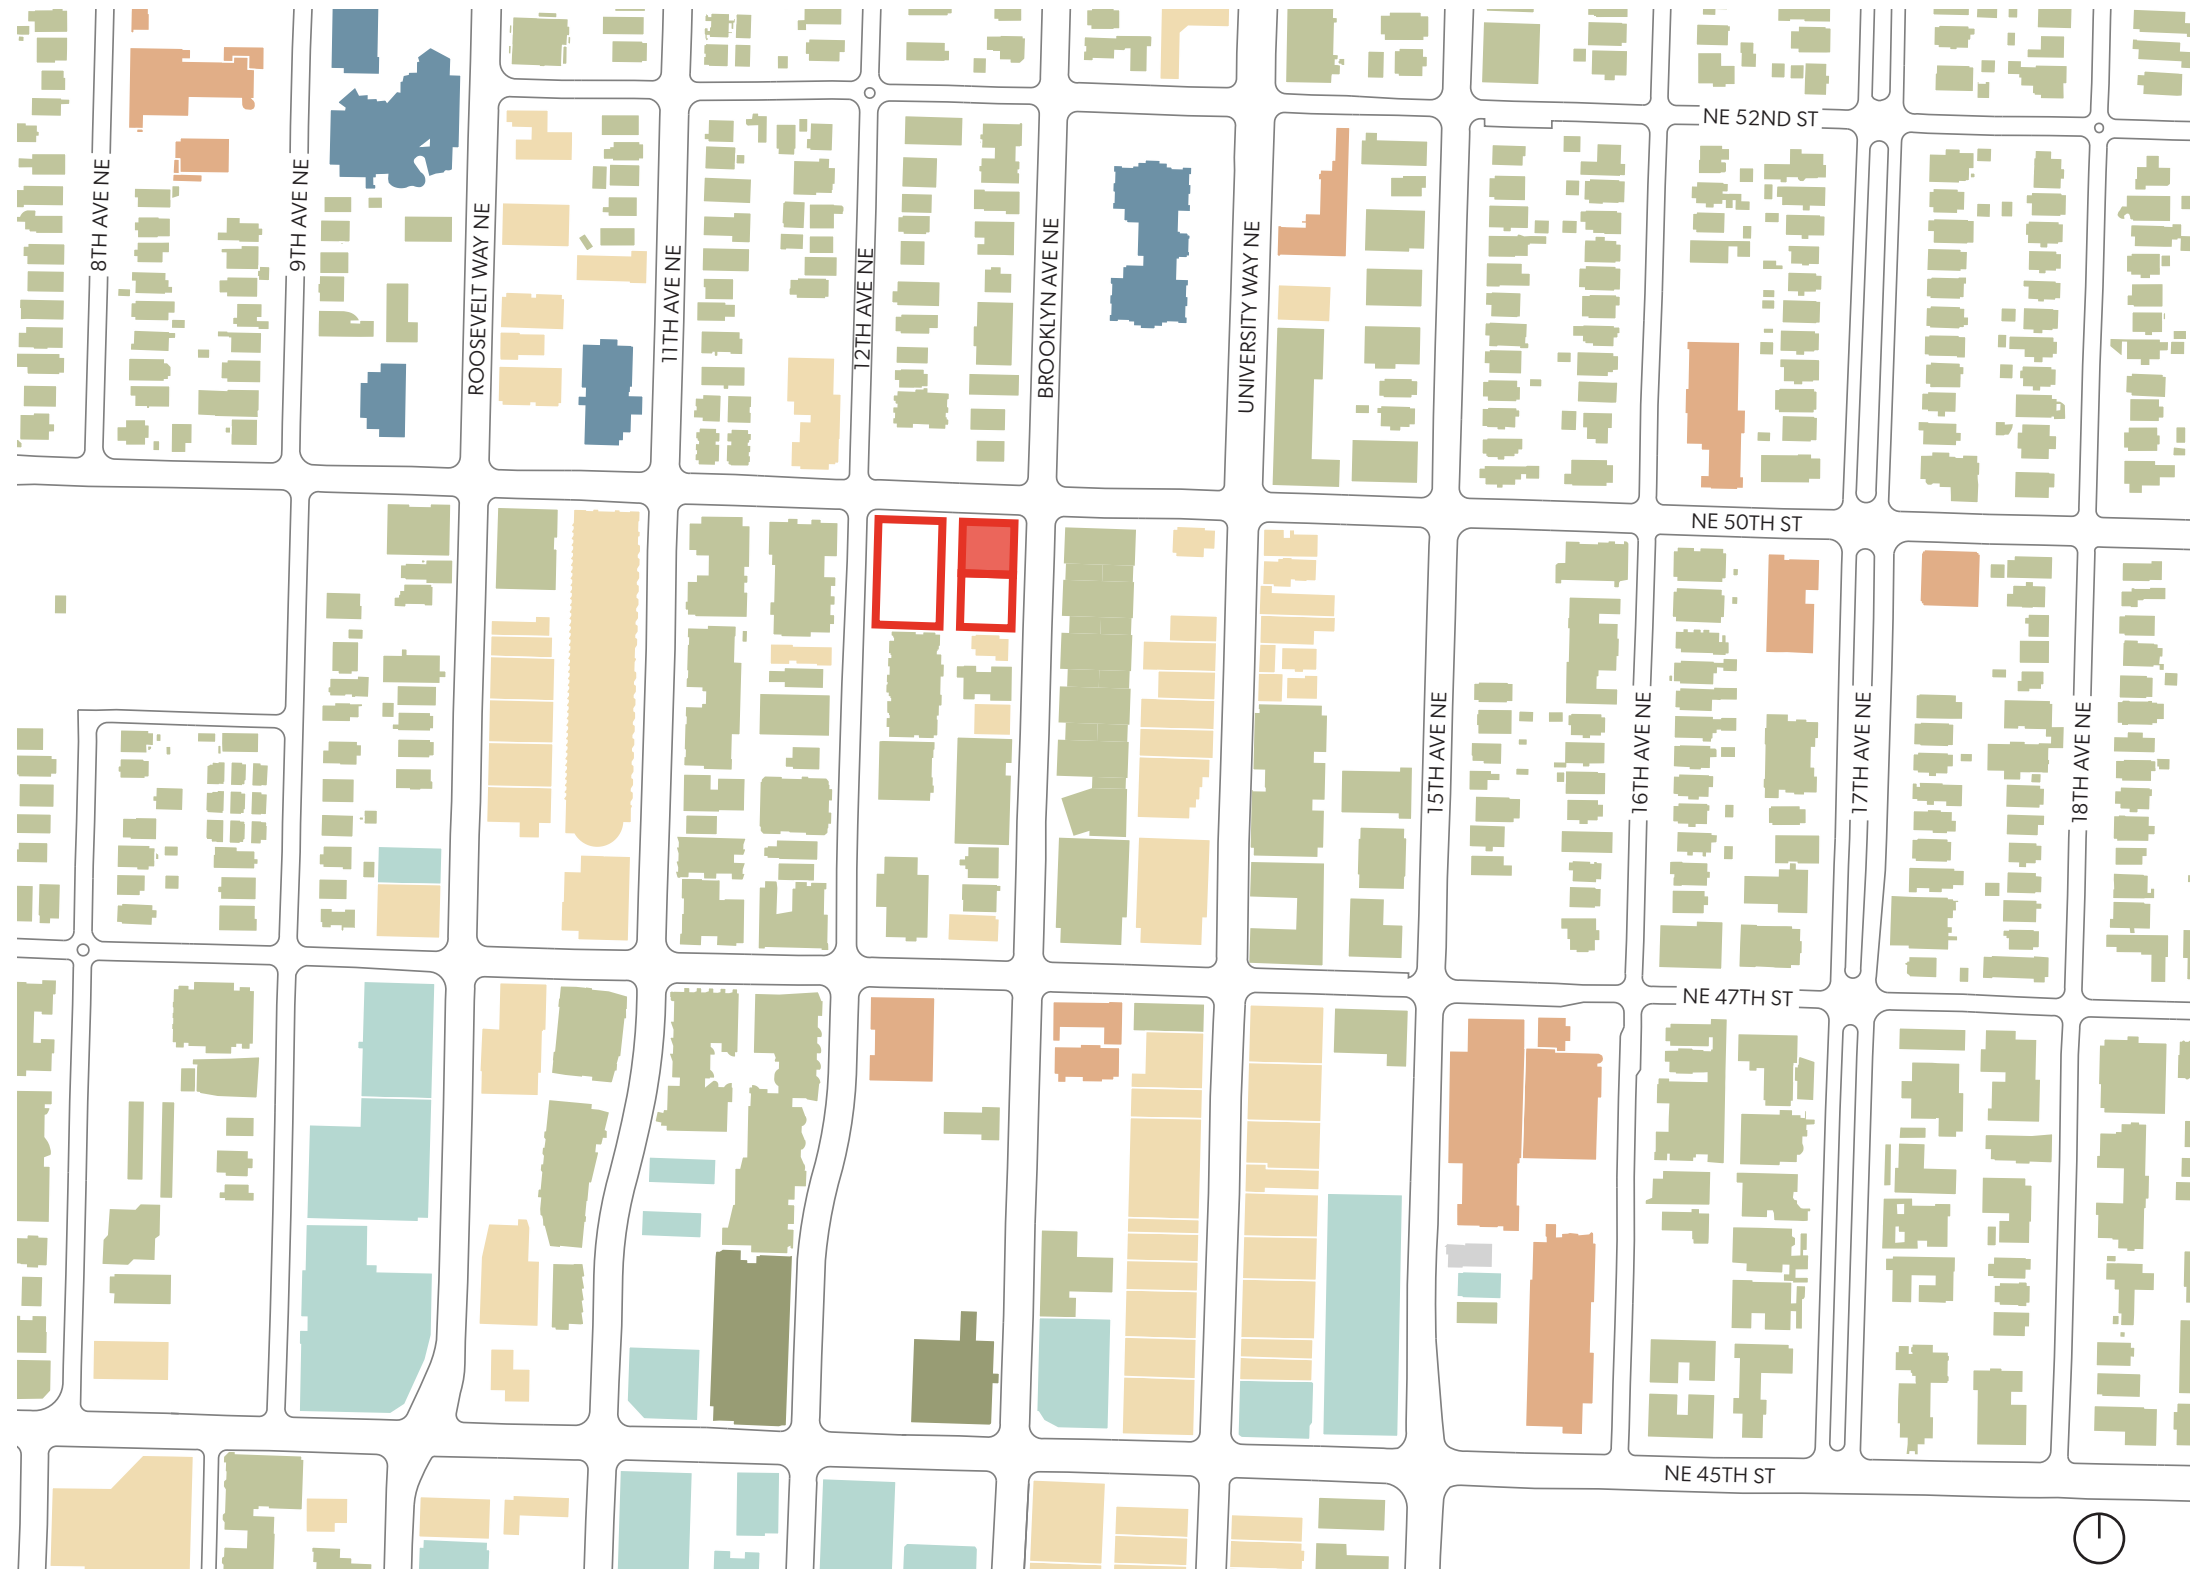 NE 52ND ST
8TH AVE NE
9TH AVE NE
ROOSEVELT WAY NE
11TH AVE NE
12TH AVE NE
BROOKLYN AVE NE
UNIVERSITY WAY NE
NE 50TH ST
15TH AVE NE
16TH AVE NE
17TH AVE NE
18TH AVE NE
NE 47TH ST
NE 45TH ST